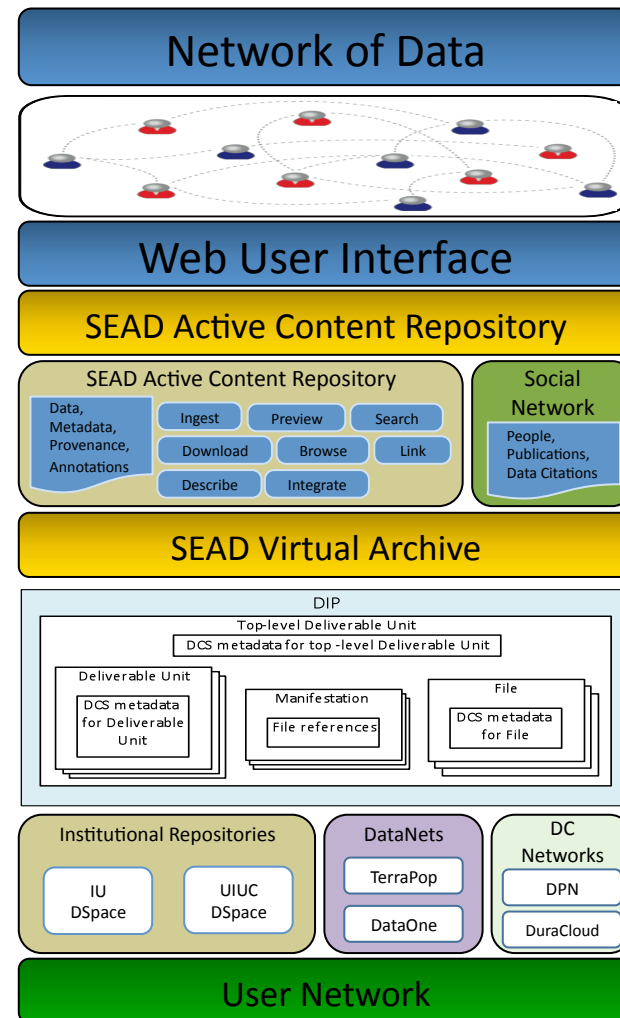 Network of Data
Web User Interface
SEAD Active Content Repository
SEAD Active Content Repository
Data,
Metadata,
Provenance,
Annotations
Ingest
Preview
Search
Download
Browse
Link
Describe
Integrate
Social
Network
People,
Publications,
Data Citations
SEAD Virtual Archive
DIP
Top-level Deliverable Unit
DCS metadata for top -level Deliverable Unit
Deliverable Unit
DCS metadata
for Deliverable
Unit
Manifestation
File references
File
DCS metadata
for File
Institutional Repositories
IU
DSpace
UIUC
DSpace
DataNets
TerraPop
DataOne
DC
Networks
DPN
DuraCloud
User Network